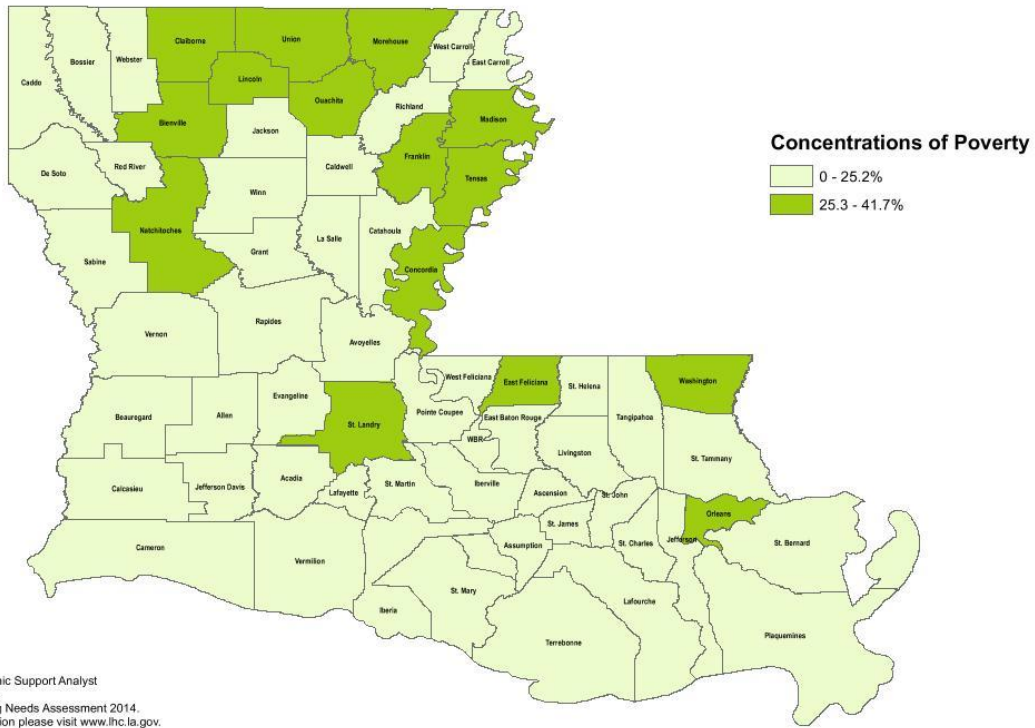 Claiborne
Union
Morehouse
West Carroll
East Carroll
Webster
Bossier
Caddo
Lincoln
Ouachita
Richland
Madison
Bienville
Jackson
Franklin
De Soto
Red River
Caldwell
Tensas
Winn
Natchitoches
La Salle
Catahoula
Sabine
Grant
Concordia
Vernon
Rapides
Avoyelles
West Feliciana
East Feliciana
St. Helena
Washington
Beauregard
Allen
Evangeline
St. Landry
Pointe Coupee
East Baton Rouge
Tangipahoa
WBR
Livingston
St. Tammany
Calcasieu
Jefferson Davis
Acadia
Lafayette
St. Martin
Iberville
Ascension
St. John
Orleans
St. James
Jefferson
St. Charles
St. Bernard
Cameron
Vermilion
Assumption
St. Mary
Iberia
Lafourche
Terrebonne
Plaquemines
Concentrations of Poverty
0 - 25.2%
25.3 - 41.7%
ic Support Analyst
Needs Assessment 2014.
ion please visit www.lhc.la.gov.